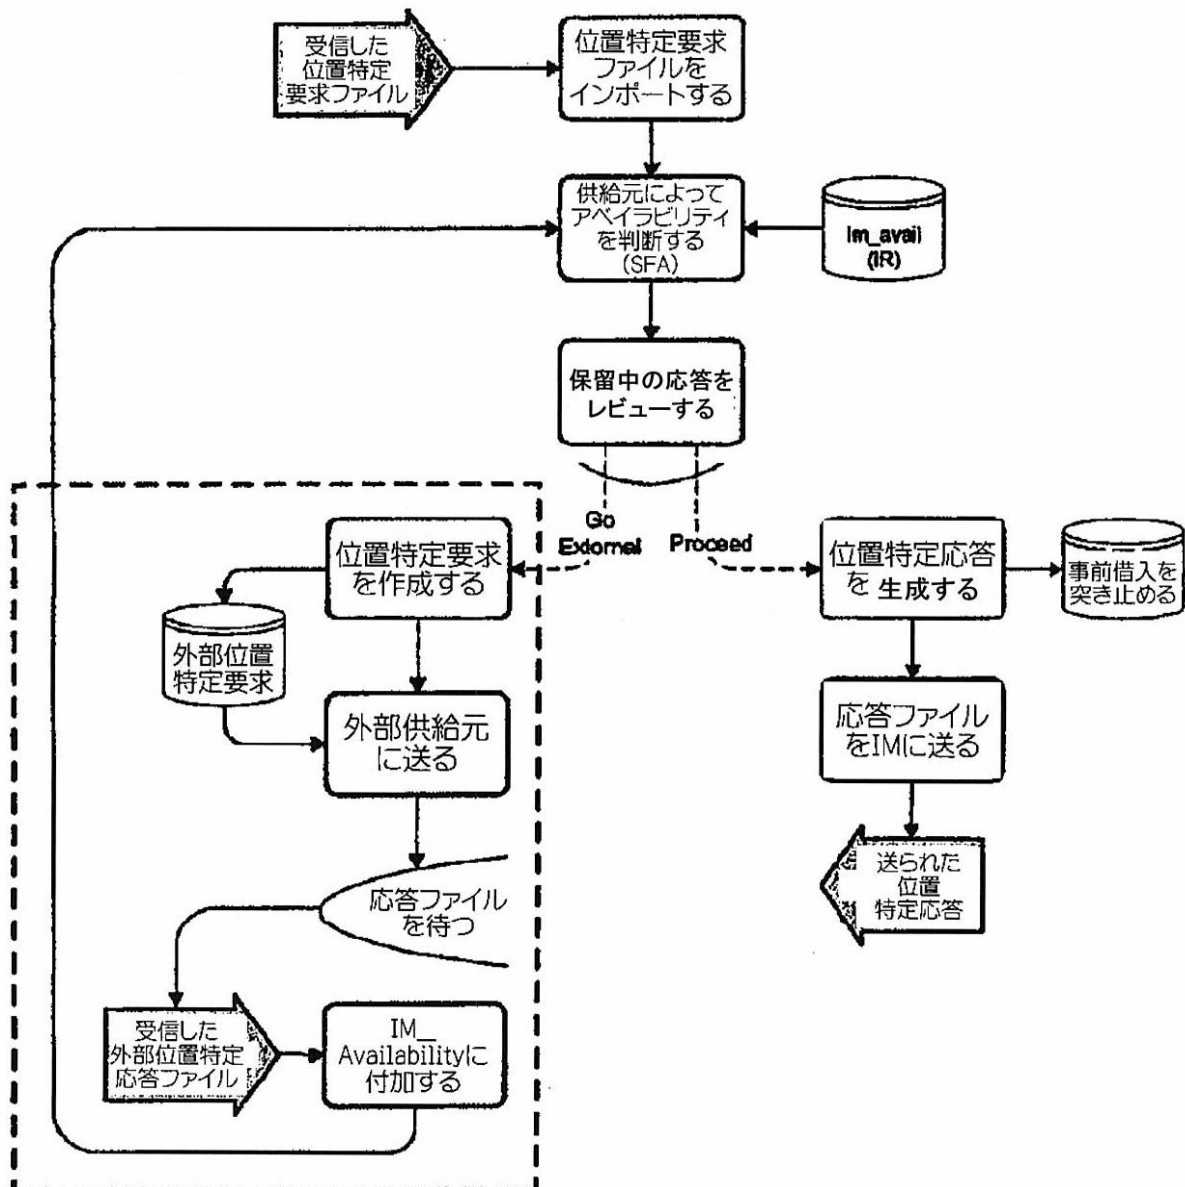 受信した
位置特定
要求ファイル
位置特定要求
ファイルを
インポートする
供給元によって
アベイラビリティ
を判断する
(SFA)
Im_avail
(IR)
保留中の応答を
レビューする
Go
External
Proceed
位置特定要求
を作成する
外部位置
特定要求
外部供給元
に送る
応答ファイル
を待つ
受信した
外部位置特定
応答ファイル
IM_
Availabilityに
付加する
位置特定応答
を生成する
事前借入を
突き止める
応答ファイル
をIMに送る
送られた
位置
特定応答